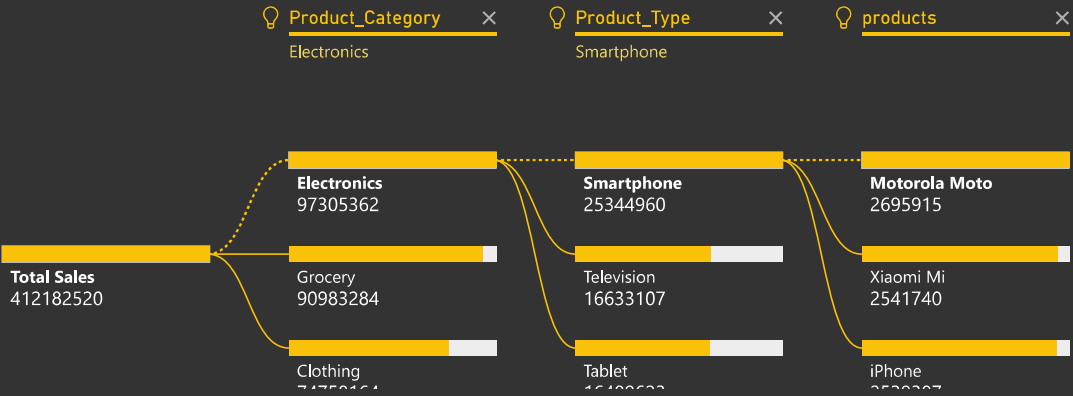 Product_Category
Product_Type
products
Electronics
Smartphone
Electronics
97305362
Smartphone
25344960
Motorola Moto
2695915
Total Sales
412182520
Grocery
90983284
Television
16633107
Xiaomi Mi
2541740
Clothing
Tablet
iPhone